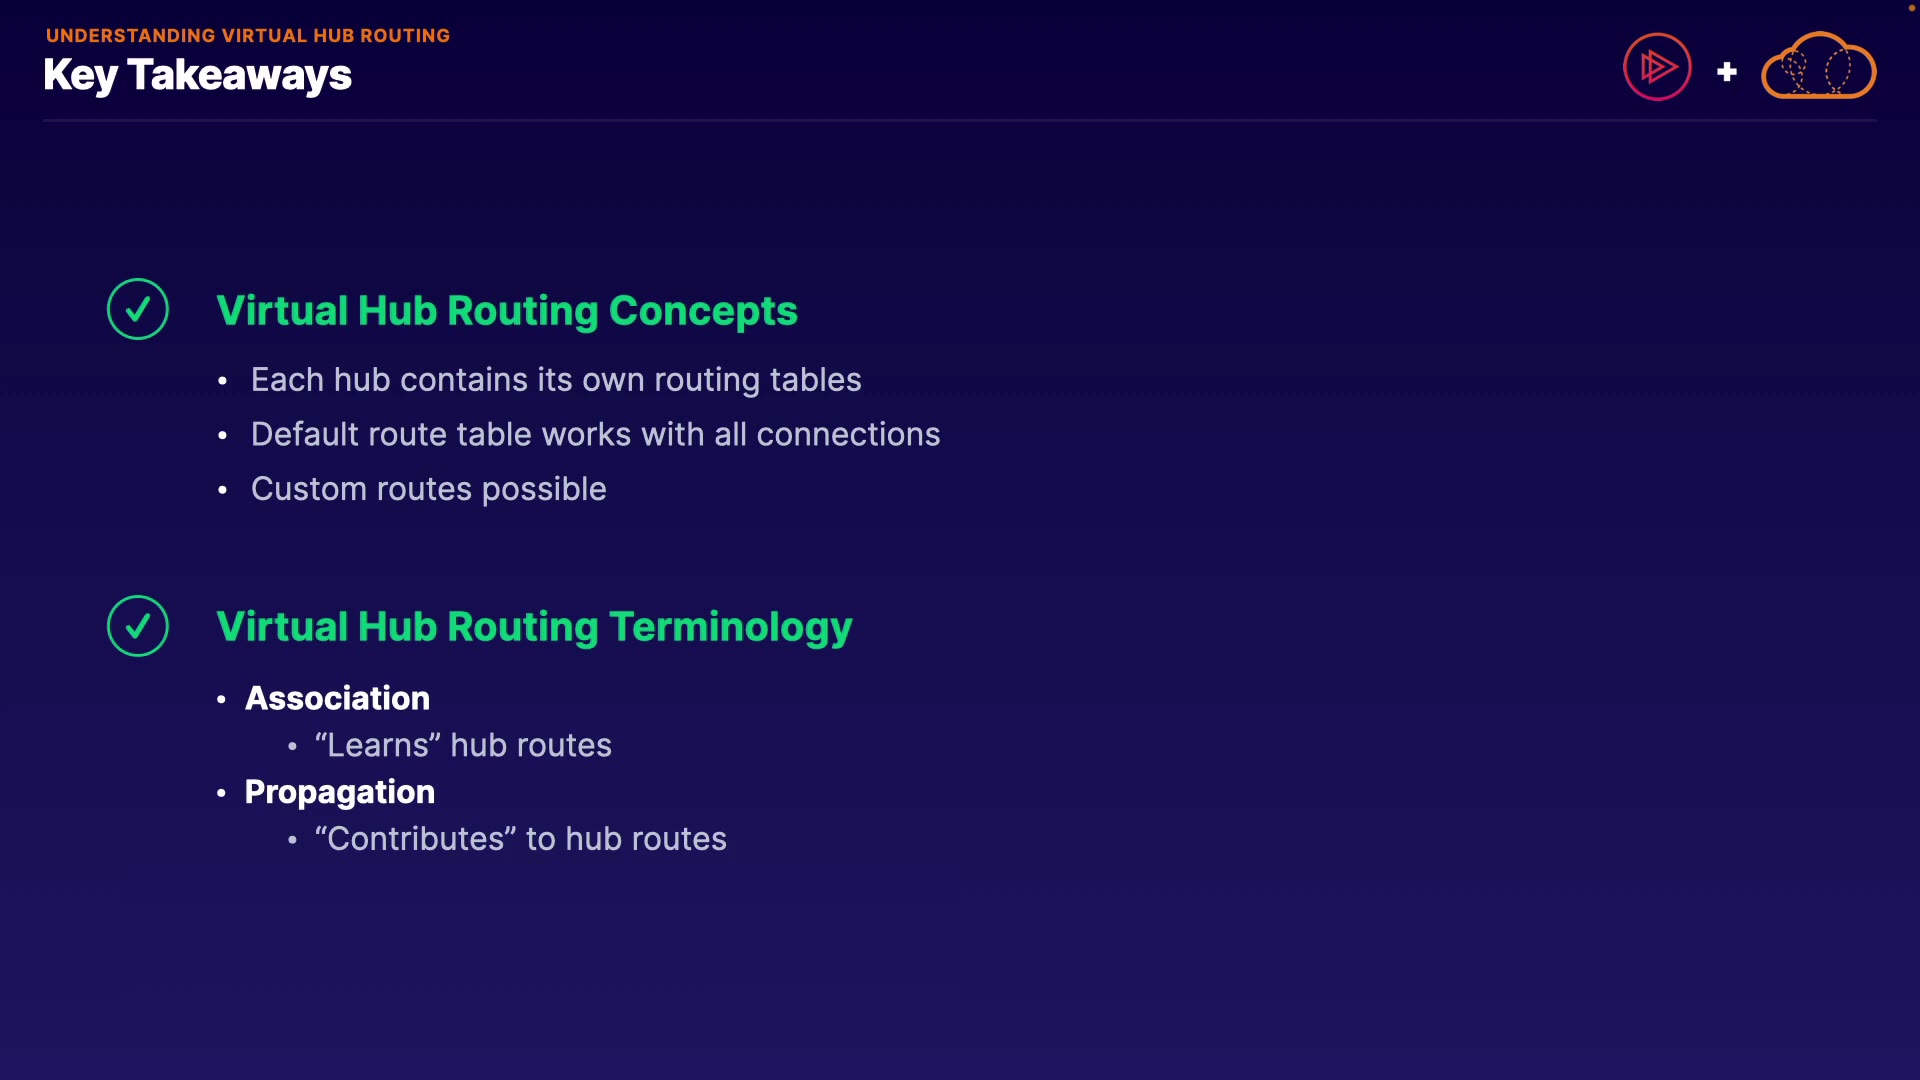 UNDERSTANDING VIRTUAL HUB ROUTING
Key Takeaways
Virtual Hub Routing Concepts
• Each hub contains its own routing tables
• Default route table works with all connections
• Custom routes possible
Virtual Hub Routing Terminology
• Association
• “Learns” hub routes
• Propagation
• “Contributes” to hub routes